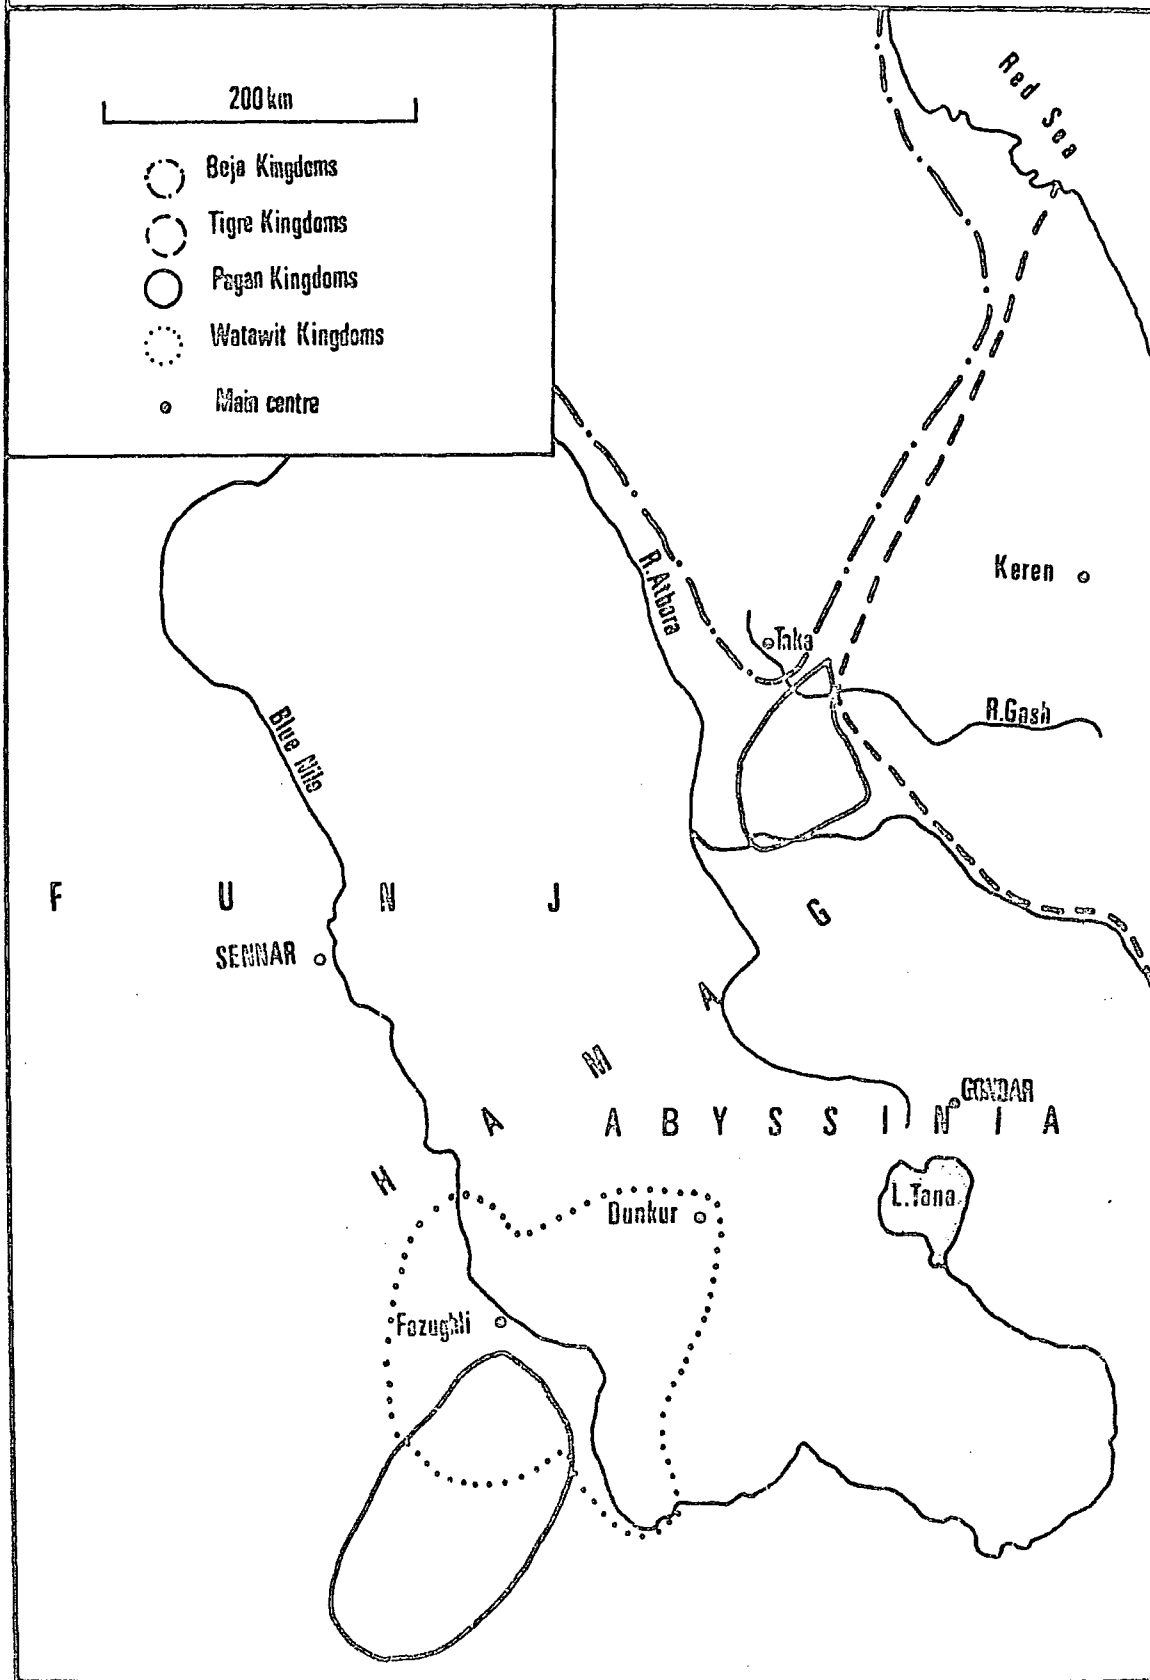 200 km
Beja Kingdoms
Tigre Kingdoms
Pagan Kingdoms
Watawit Kingdoms
Main centre
Red Sea
R.Atbara
Keren
Taka
R.Gash
Blue Nile
F U N J
SENNAR
H A M A G
GONDAR
A B Y S S I N I A
L.Tana
Dunkur
Fazughli